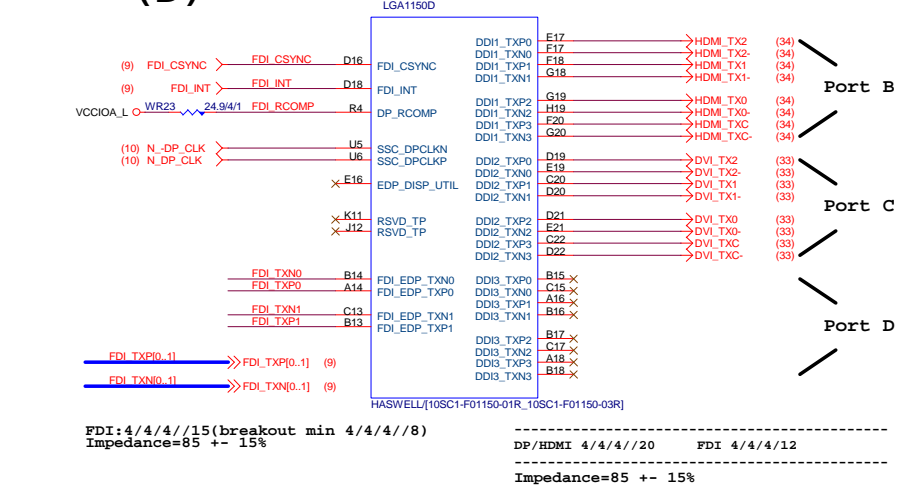 LGA1150D
FDI_CSYNC
FDI_INT
DP_RCOMP
SSC_DPCLKN
SSC_DPCLKP
EDP_DISP_UTIL
RSVD_TP
RSVD_TP
FDI_EDP_TXN0
FDI_EDP_TXP0
FDI_EDP_TXN1
FDI_EDP_TXP1
(9) FDI_CSYNC FDI_CSYNC D16
(9) FDI_INT FDI_INT D18
VCCIOA_L WR23 24.9/4/1 FDI_RCOMP R4
(10) N_-DP_CLK U5
(10) N_DP_CLK U6
E16
K11
J12
FDI_TXN0 B14
FDI_TXP0 A14
FDI_TXN1 C13
FDI_TXP1 B13
FDI_TXP[0..1] FDI_TXP[0..1] (9)
FDI_TXN[0..1] FDI_TXN[0..1] (9)
DDI1_TXP0 E17 HDMI_TX2 (34)
DDI1_TXN0 F17 HDMI_TX2- (34)
DDI1_TXP1 F18 HDMI_TX1 (34)
DDI1_TXN1 G18 HDMI_TX1- (34)
Port B
DDI1_TXP2 G19 HDMI_TX0 (34)
DDI1_TXN2 H19 HDMI_TX0- (34)
DDI1_TXP3 F20 HDMI_TXC (34)
DDI1_TXN3 G20 HDMI_TXC- (34)
DDI2_TXP0 D19 DVI_TX2 (33)
DDI2_TXN0 E19 DVI_TX2- (33)
DDI2_TXP1 C20 DVI_TX1 (33)
DDI2_TXN1 D20 DVI_TX1- (33)
Port C
DDI2_TXP2 D21 DVI_TX0 (33)
DDI2_TXN2 E21 DVI_TX0- (33)
DDI2_TXP3 C22 DVI_TXC (33)
DDI2_TXN3 D22 DVI_TXC- (33)
DDI3_TXP0 B15
DDI3_TXN0 C15
DDI3_TXP1 A16
DDI3_TXN1 B16
Port D
DDI3_TXP2 B17
DDI3_TXN2 C17
DDI3_TXP3 A18
DDI3_TXN3 B18
HASWELL/[10SC1-F01150-01R_10SC1-F01150-03R]
FDI:4/4/4//15(breakout min 4/4/4//8)
Impedance=85 +- 15%
DP/HDMI 4/4/4//20 FDI 4/4/4/12
Impedance=85 +- 15%